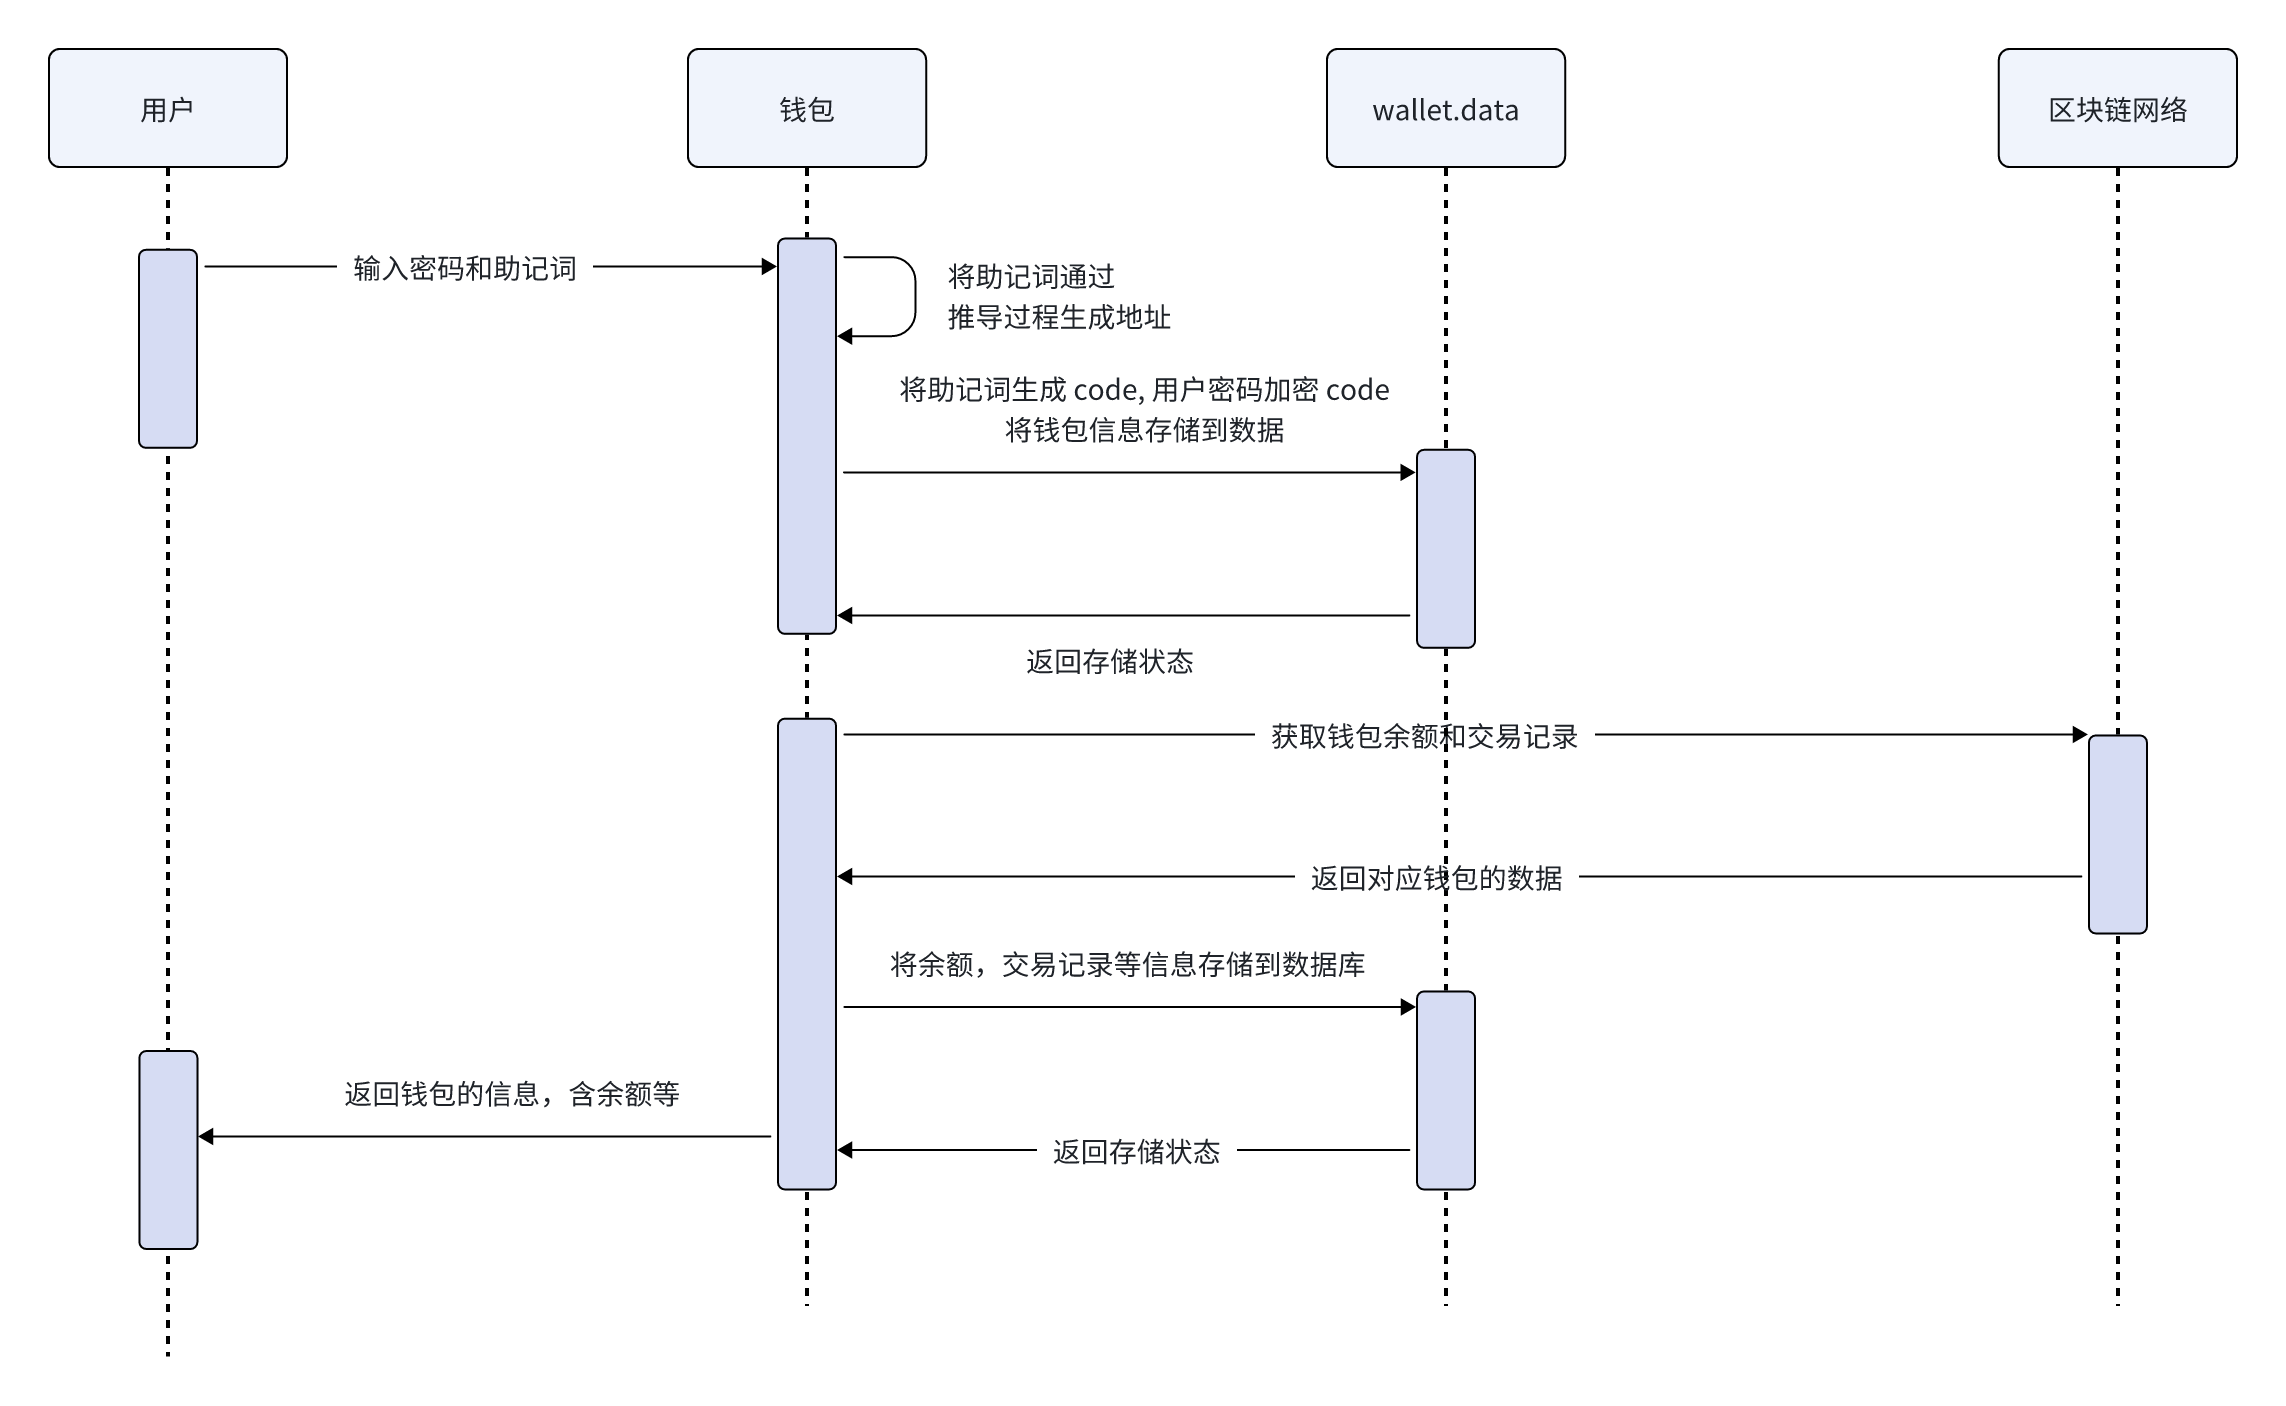 用户
钱包
wallet.data
区块链网络
输入密码和助记词
将助记词通过
推导过程生成地址
将助记词生成 code, 用户密码加密 code
将钱包信息存储到数据
返回存储状态
获取钱包余额和交易记录
返回对应钱包的数据
将余额，交易记录等信息存储到数据库
返回钱包的信息，含余额等
返回存储状态